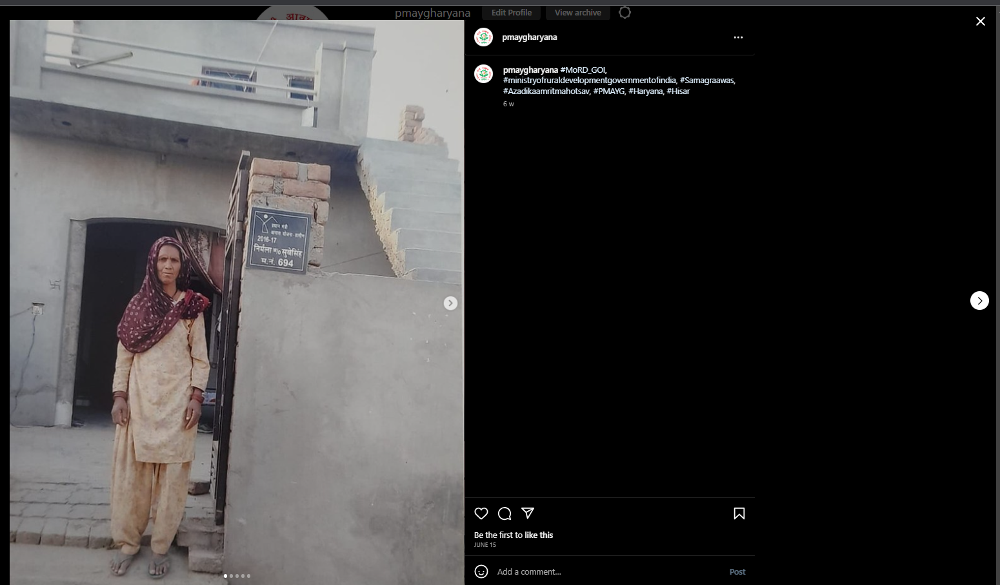 pmaygharyana
Edit Profile
View archive
pmaygharyana
pmaygharyana #MoRD_GOI,
#ministryofruraldevelopmentgovernmentofindia, #Samagraawas,
#Azadikaamritmahotsav, #PMAYG, #Haryana, #Hisar
6 w
प्रधान मंत्री
आवास योजना-ग्रामीण
2016-17
निर्मला w/o सुबेसिंह
म.नं. 694
Be the first to like this
JUNE 15
Add a comment...
Post